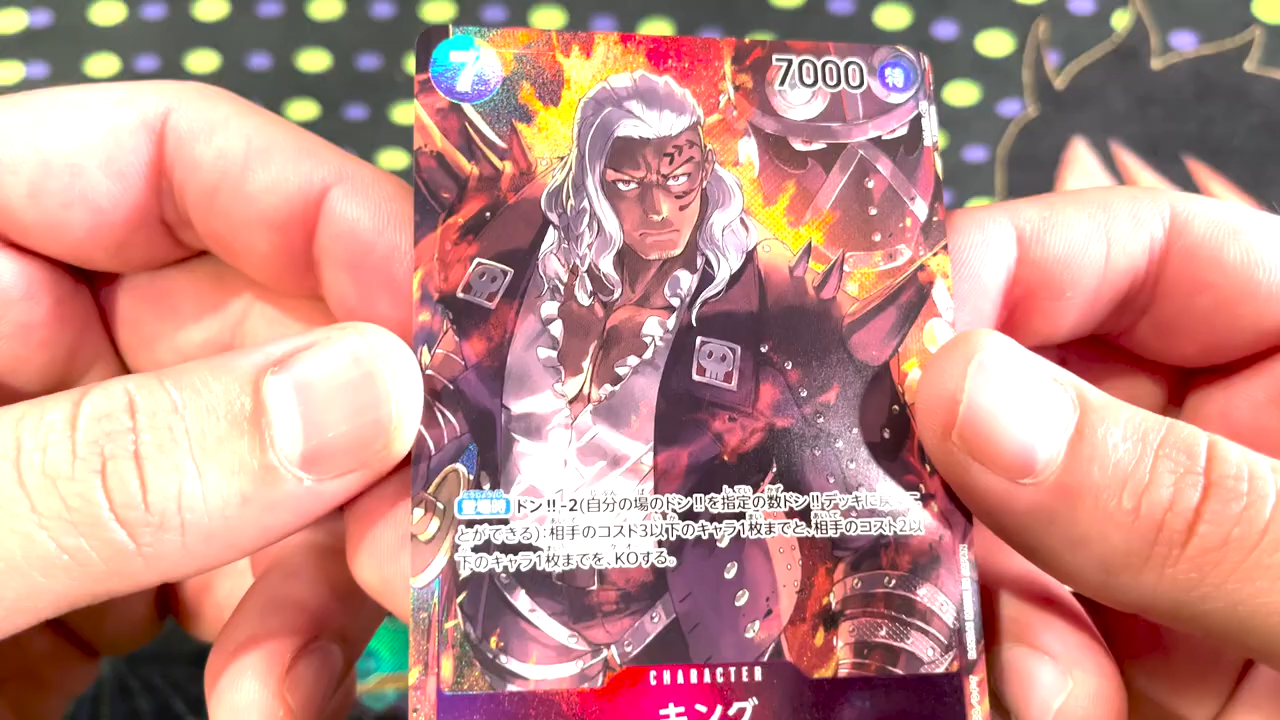 7
7000 特
登場時 ドン!!-2(自分の場のドン!!を指定の数ドン!!デッキに戻すこ
とができる):相手のコスト3以下のキャラ1枚までと、相手のコスト2以
下のキャラ1枚までを、KOする。
CHARACTER
キング